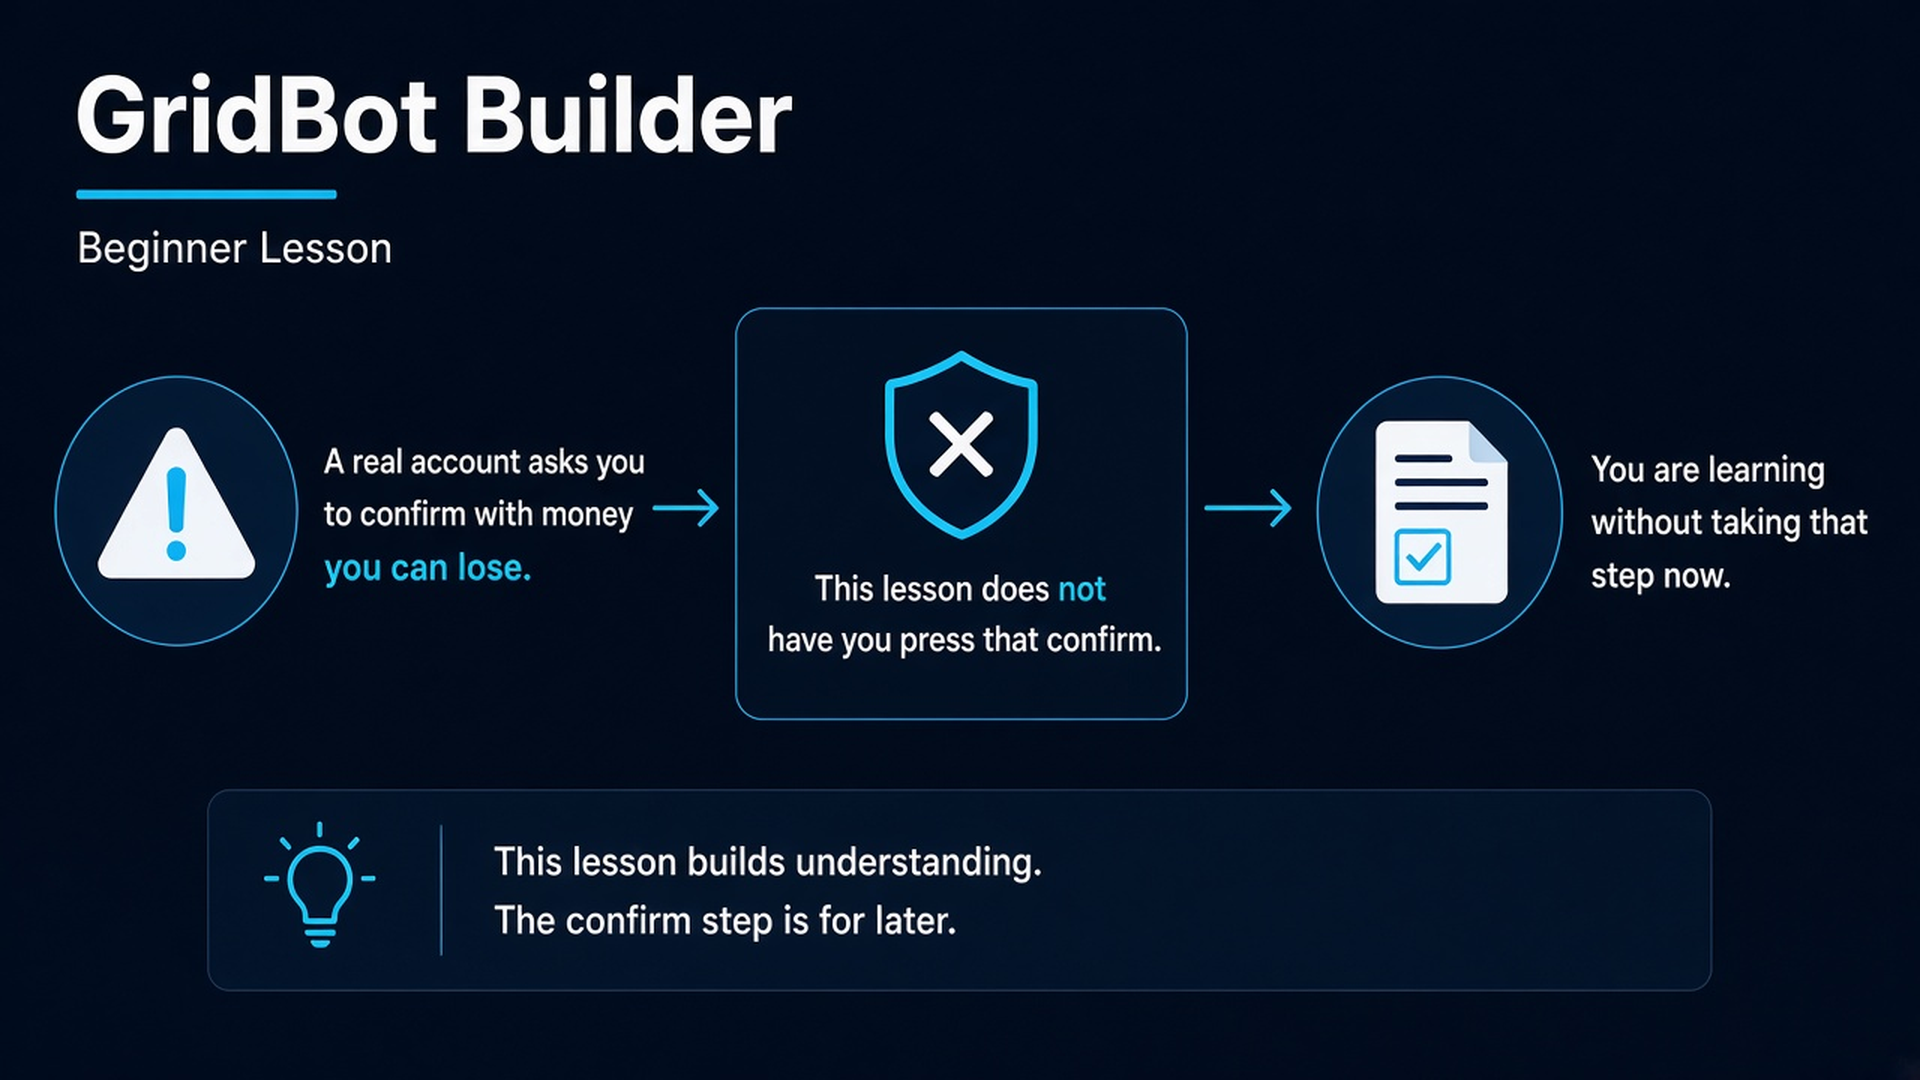 GridBot Builder
Beginner Lesson
A real account asks you
to confirm with money
you can lose.
This lesson does not
have you press that confirm.
You are learning
without taking that
step now.
This lesson builds understanding.
The confirm step is for later.